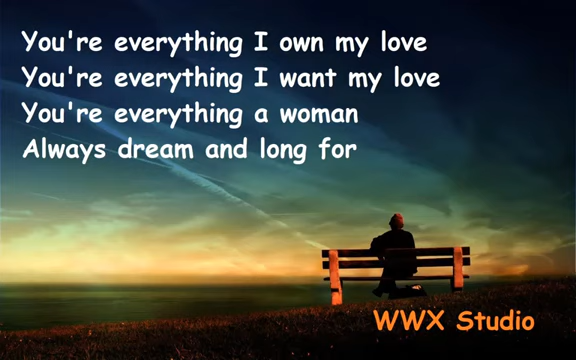 You're everything I own my love
You're everything I want my love
You're everything a woman
Always dream and long for
WWX Studio